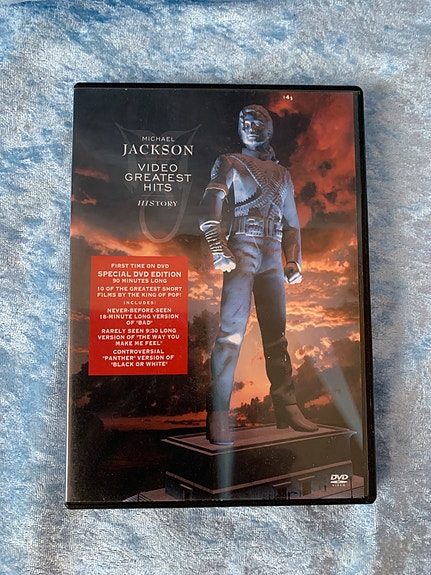 MICHAEL
JACKSON
VIDEO
GREATEST
HITS
HISTORY
FIRST TIME ON DVD
SPECIAL DVD EDITION
90 MINUTES LONG
10 OF THE GREATEST SHORT
FILMS BY THE KING OF POP!
INCLUDES:
NEVER-BEFORE-SEEN
18-MINUTE LONG VERSION
OF "BAD"
RARELY SEEN 9:30 LONG
VERSION OF "THE WAY YOU
MAKE ME FEEL"
CONTROVERSIAL
"PANTHER" VERSION OF
"BLACK OR WHITE"
DVD
VIDEO